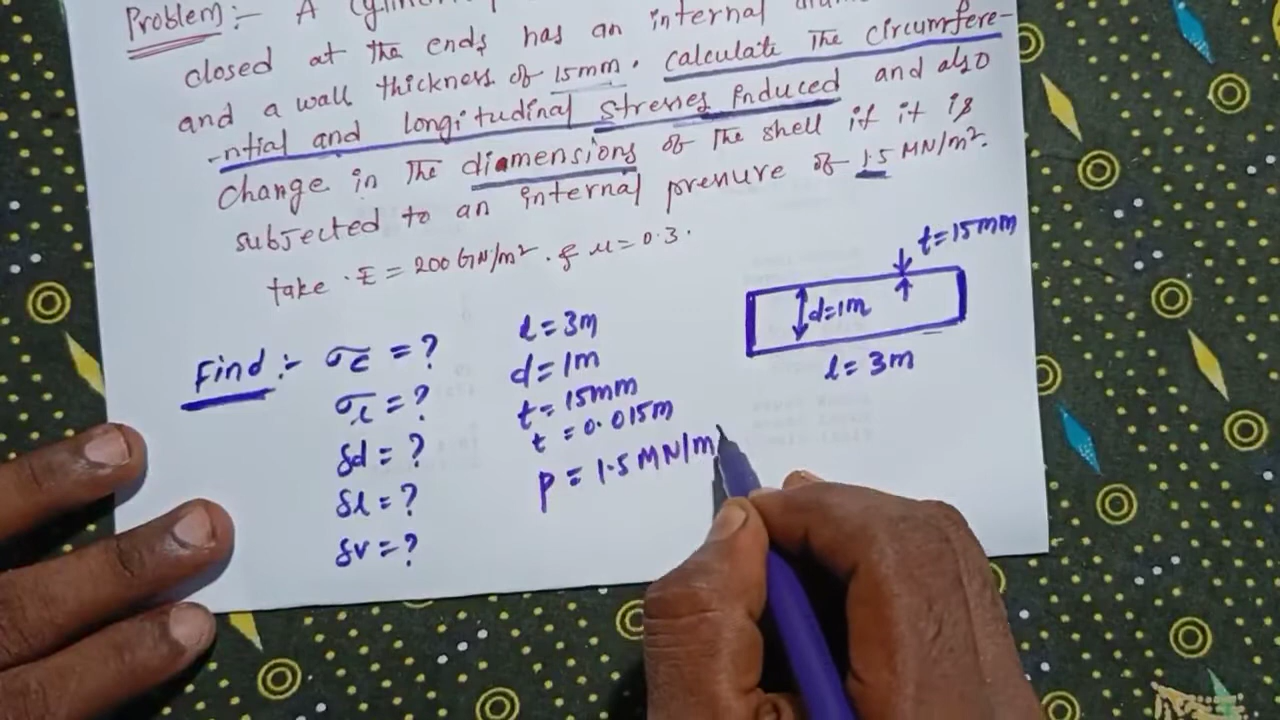 Problem:- A
closed at the ends has an internal
and a wall thickness of 15mm. calculate the circumfere-
-ntial and longitudinal stresses induced and also
change in the diamensions of the shell if it is
subjected to an internal pressure of 1.5 MN/m².
take . E = 200 GN/m² . & μ = 0.3 .
t = 15mm
d = 1m
l = 3m
Find :- σc = ?
σl = ?
δd = ?
δl = ?
δv = ?
l = 3m
d = 1m
t = 15mm
t = 0.015m
p = 1.5 MN/m